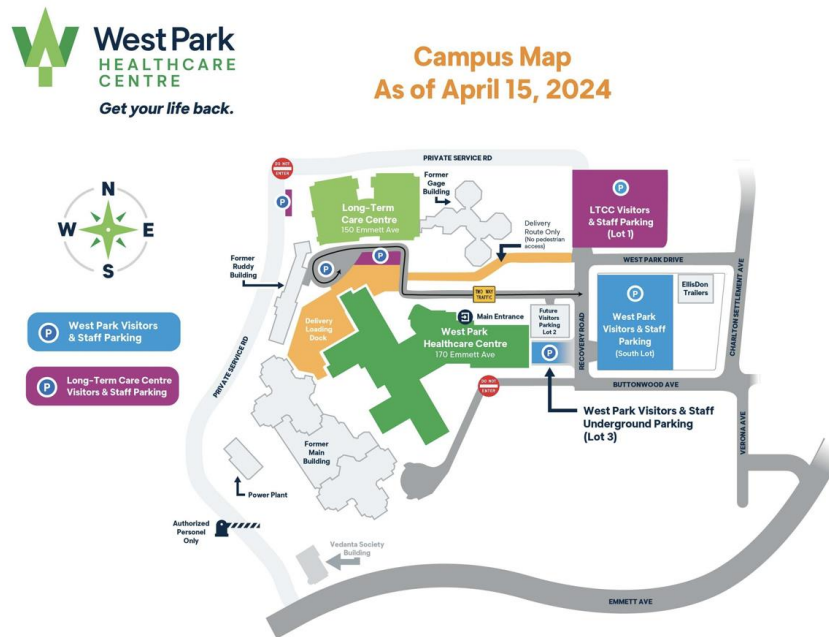 West Park
HEALTHCARE
CENTRE
Get your life back.
Campus Map
As of April 15, 2024
N
W
E
S
DO NOT
ENTER
PRIVATE SERVICE RD
Former
Gage
Building
P
Long-Term
Care Centre
150 Emmett Ave
P
LTCC Visitors
& Staff Parking
(Lot 1)
Delivery
Route Only
(No pedestrian
access)
Former
Ruddy
Building
P
P
WEST PARK DRIVE
TWO WAY
TRAFFIC
P
West Park
Visitors & Staff
Parking
(South Lot)
EllisDon
Trailers
CHARLTON SETTLEMENT AVE
P West Park Visitors
& Staff Parking
P Long-Term Care Centre
Visitors & Staff Parking
Delivery
Loading
Dock
Main Entrance
West Park
Healthcare Centre
170 Emmett Ave
Future
Visitors
Parking
Lot 2
P
RECOVERY ROAD
PRIVATE SERVICE RD
DO NOT
ENTER
BUTTONWOOD AVE
West Park Visitors & Staff
Underground Parking
(Lot 3)
VERONA AVE
Former
Main
Building
Power Plant
Authorized
Personel
Only
Vedanta Society
Building
EMMETT AVE